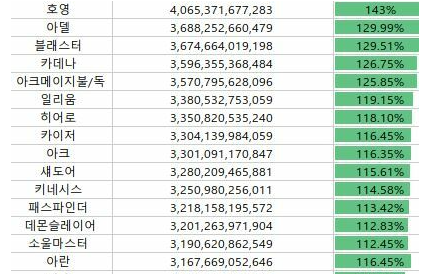 호영 4,065,371,677,283 143%
아델 3,688,252,660,479 129.99%
블래스터 3,674,664,019,198 129.51%
카데나 3,596,355,368,484 126.75%
아크메이지불/독 3,570,795,628,096 125.85%
일리움 3,380,532,753,059 119.15%
히어로 3,350,820,535,240 118.10%
카이저 3,304,139,984,059 116.45%
아크 3,301,091,170,847 116.35%
섀도어 3,280,209,465,881 115.61%
키네시스 3,250,980,256,011 114.58%
패스파인더 3,218,158,195,572 113.42%
데몬슬레이어 3,201,263,971,904 112.83%
소울마스터 3,190,620,862,549 112.45%
아란 3,167,669,052,646 116.45%